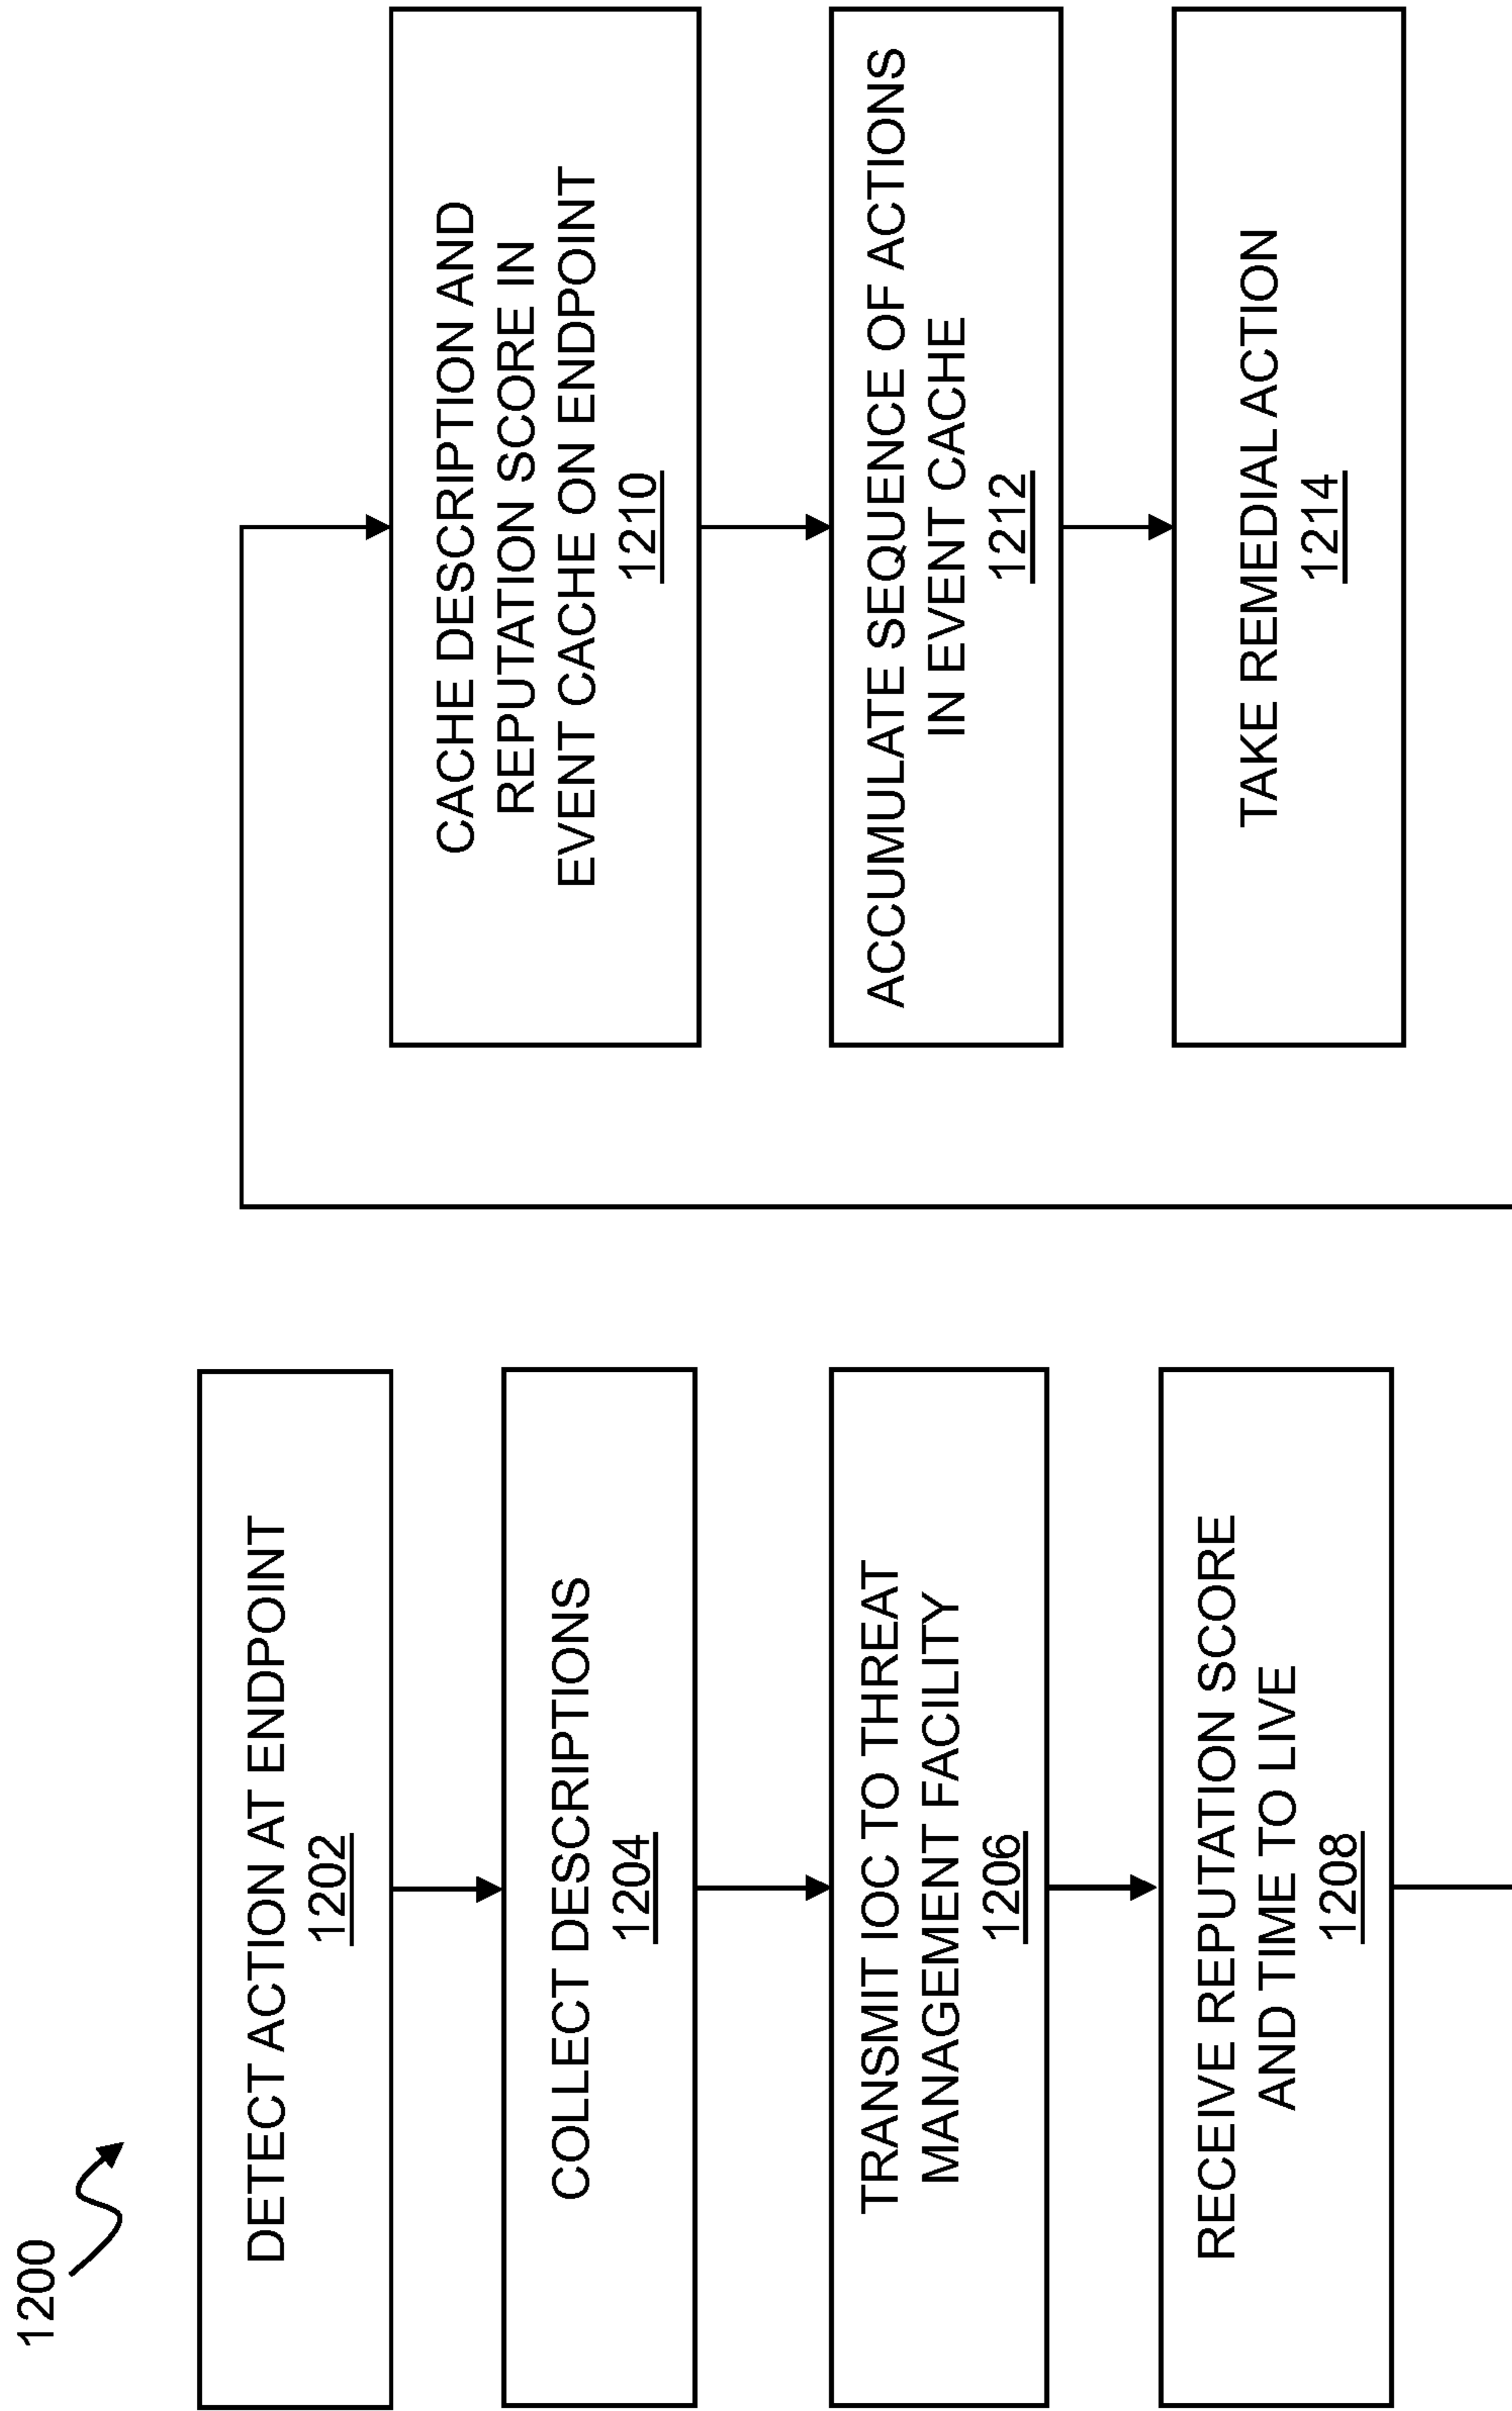 1200
DETECT ACTION AT ENDPOINT
1202
COLLECT DESCRIPTIONS
1204
TRANSMIT IOC TO THREAT
MANAGEMENT FACILITY
1206
RECEIVE REPUTATION SCORE
AND TIME TO LIVE
1208
CACHE DESCRIPTION AND
REPUTATION SCORE IN
EVENT CACHE ON ENDPOINT
1210
ACCUMULATE SEQUENCE OF ACTIONS
IN EVENT CACHE
1212
TAKE REMEDIAL ACTION
1214